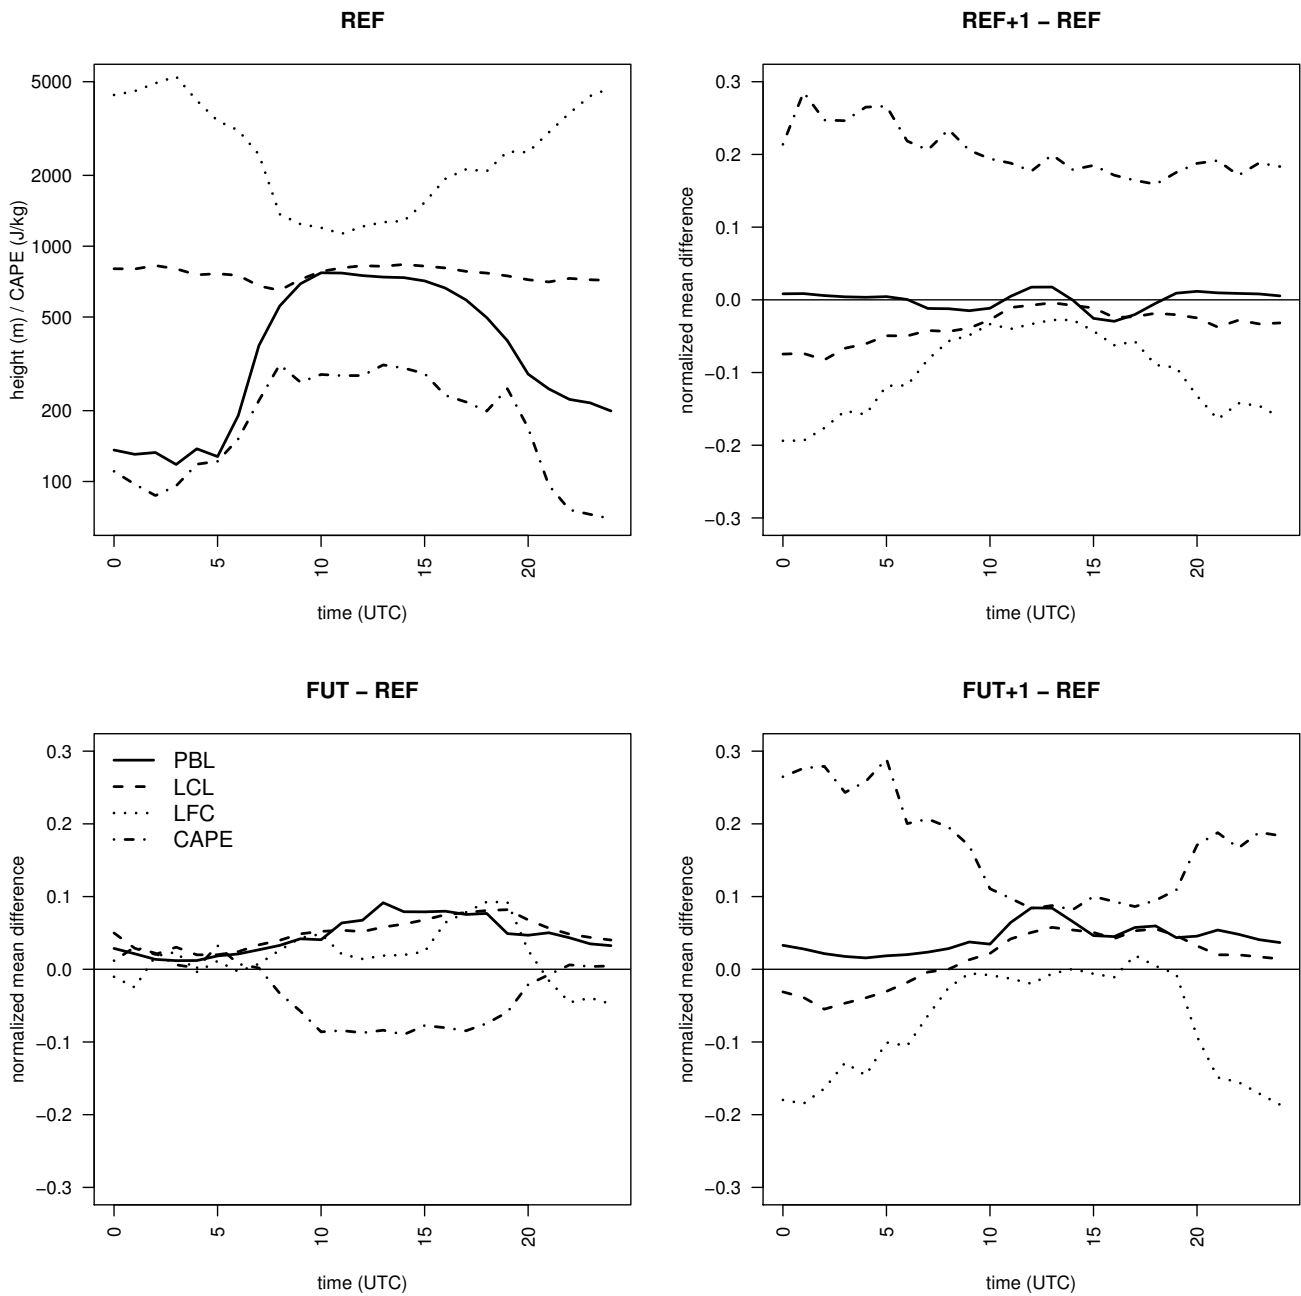 REF
5000
2000
1000
500
200
100
height (m) / CAPE (J/kg)
0 5 10 15 20
time (UTC)
REF+1 − REF
0.3
0.2
0.1
0.0
−0.1
−0.2
−0.3
normalized mean difference
0 5 10 15 20
time (UTC)
FUT − REF
PBL
LCL
LFC
CAPE
0.3
0.2
0.1
0.0
−0.1
−0.2
−0.3
normalized mean difference
0 5 10 15 20
time (UTC)
FUT+1 − REF
0.3
0.2
0.1
0.0
−0.1
−0.2
−0.3
normalized mean difference
0 5 10 15 20
time (UTC)